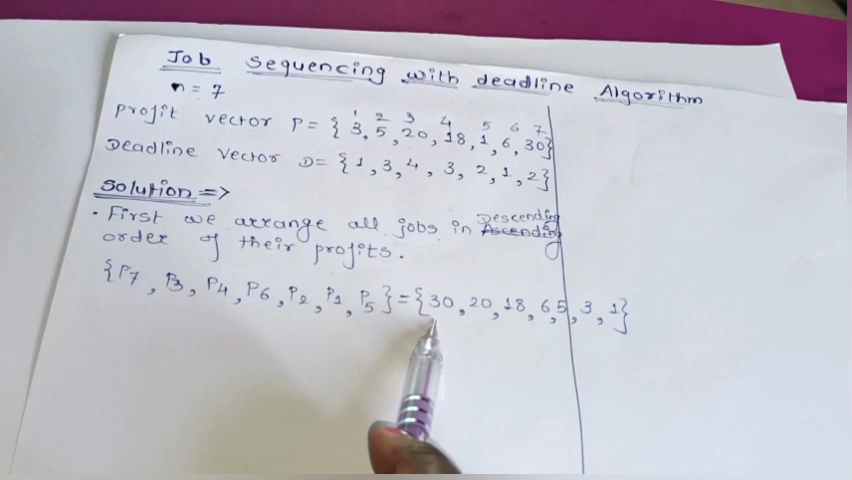 Job Sequencing with deadline Algorithm
n = 7
1 2 3 4 5 6 7
Profit vector P = { 3, 5, 20, 18, 1, 6, 30}
Deadline Vector D = { 1, 3, 4, 3, 2, 1, 2}
Solution =>
• First we arrange all jobs in Descending Ascending
order of their profits.
{P7, P3, P4, P6, P2, P1, P5} = {30, 20, 18, 6, 5, 3, 1}